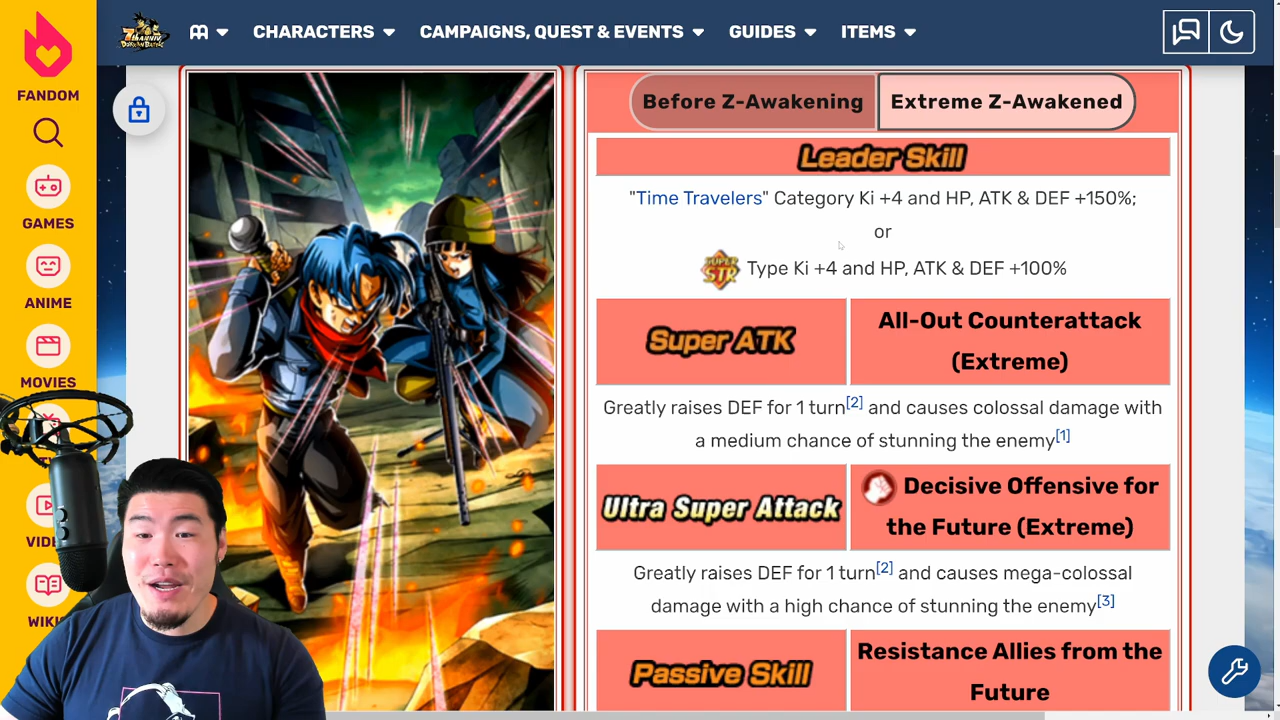 CHARACTERS
CAMPAIGNS, QUEST & EVENTS
GUIDES
ITEMS
FANDOM
GAMES
ANIME
MOVIES
VIDE
WIKI
Before Z-Awakening
Extreme Z-Awakened
Leader Skill
"Time Travelers" Category Ki +4 and HP, ATK & DEF +150%;
or
SUPER STR Type Ki +4 and HP, ATK & DEF +100%
Super ATK
All-Out Counterattack
(Extreme)
Greatly raises DEF for 1 turn[2] and causes colossal damage with
a medium chance of stunning the enemy[1]
Ultra Super Attack
Decisive Offensive for
the Future (Extreme)
Greatly raises DEF for 1 turn[2] and causes mega-colossal
damage with a high chance of stunning the enemy[3]
Passive Skill
Resistance Allies from the
Future